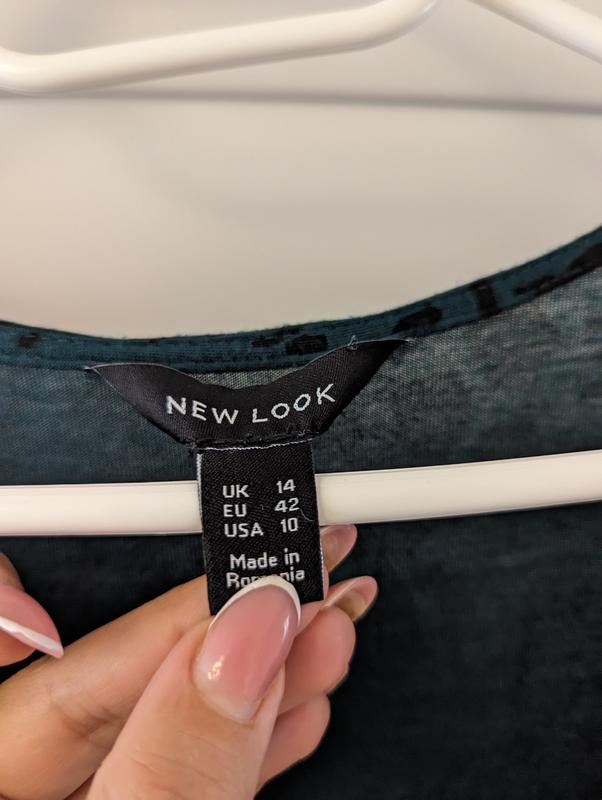 NEW LOOK
UK 14
EU 42
USA 10
Made in